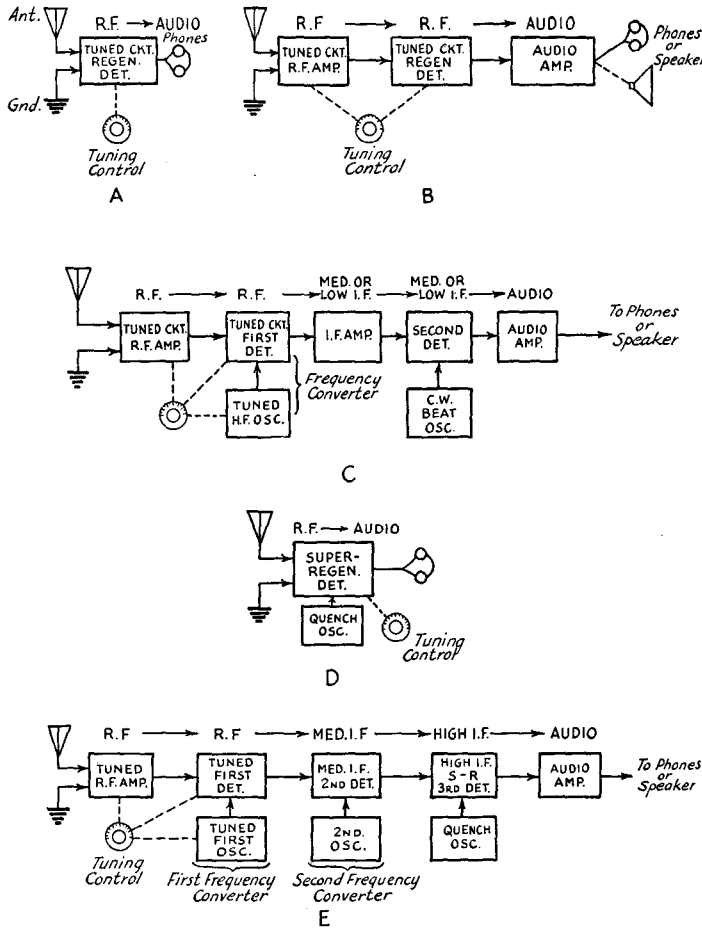 Ant.
R.F. → AUDIO
Phones
TUNED CKT.
REGEN.
DET.
Gnd.
Tuning
Control
A
R.F → R.F. → AUDIO
TUNED CKT.
R.F. AMP.
TUNED CKT.
REGEN
DET.
AUDIO
AMP.
Phones
or
Speaker
Tuning
Control
B
R.F. → R.F. → MED. OR LOW I.F. → MED. OR LOW I.F. → AUDIO
TUNED CKT.
R.F. AMP.
TUNED CKT.
FIRST
DET.
I.F. AMP.
SECOND
DET.
AUDIO
AMP.
To Phones
or
Speaker
TUNED
H.F. OSC.
Frequency
Converter
C.W.
BEAT
OSC.
C
R.F. → AUDIO
SUPER-
REGEN.
DET.
QUENCH
OSC.
Tuning
Control
D
R.F → R.F → MED. I.F → HIGH I.F. → AUDIO
TUNED
R.F. AMP.
TUNED
FIRST
DET.
MED. I.F.
2ND DET.
HIGH I.F.
S-R
3RD DET.
AUDIO
AMP.
To Phones
or
Speaker
Tuning
Control
TUNED
FIRST
OSC.
2ND.
OSC.
QUENCH
OSC.
First Frequency
Converter
Second Frequency
Converter
E